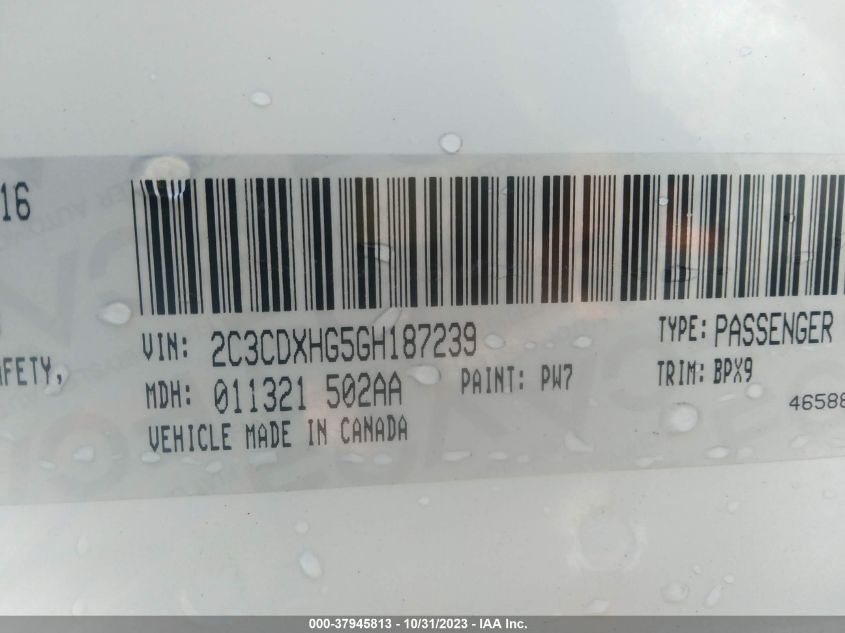 16
VIN: 2C3CDXHG5GH187239
TYPE: PASSENGER
AFETY,
MDH: 011321 502AA
PAINT: PW7
TRIM: BPX9
46588
VEHICLE MADE IN CANADA
000-37945813 - 10/31/2023 - IAA Inc.